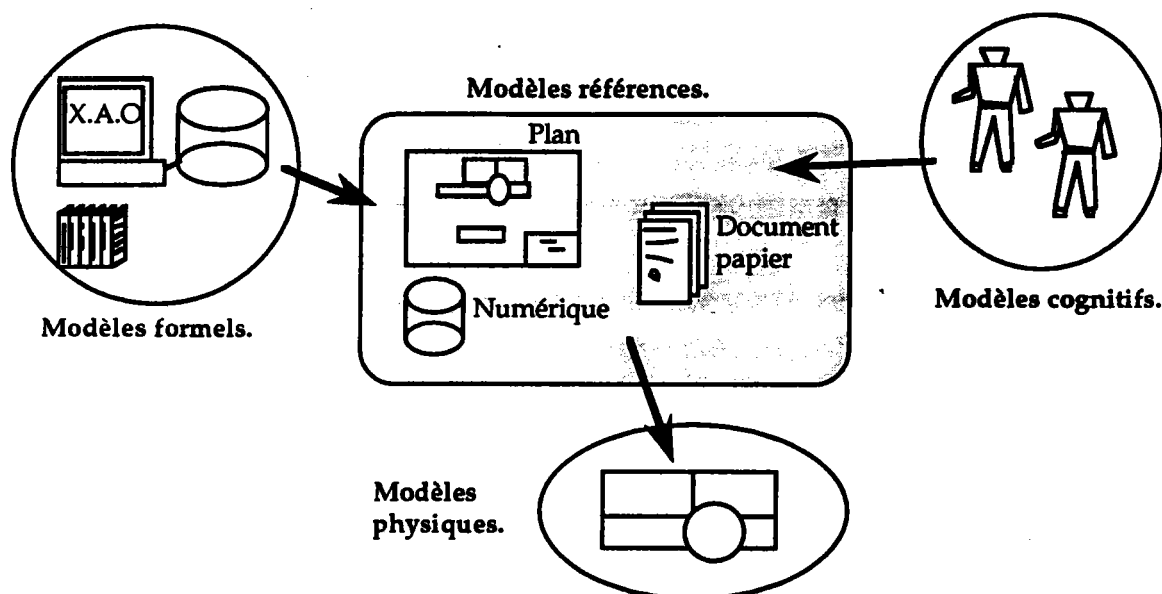 X.A.O
Modèles références.
Plan
Document
papier
Numérique
Modèles formels.
Modèles cognitifs.
Modèles
physiques.